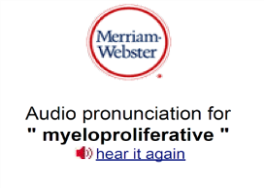 Merriam-
Webster
Audio pronunciation for
" myeloproliferative "
hear it again